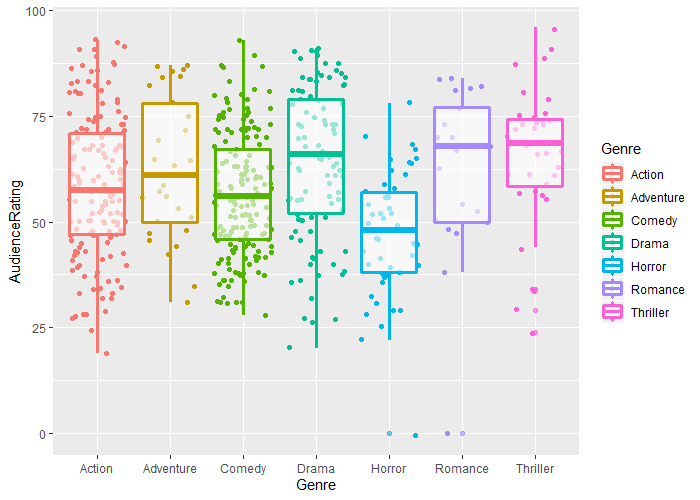 100
75
50
25
0
AudienceRating
Action Adventure Comedy Drama Horror Romance Thriller
Genre
Genre
Action
Adventure
Comedy
Drama
Horror
Romance
Thriller